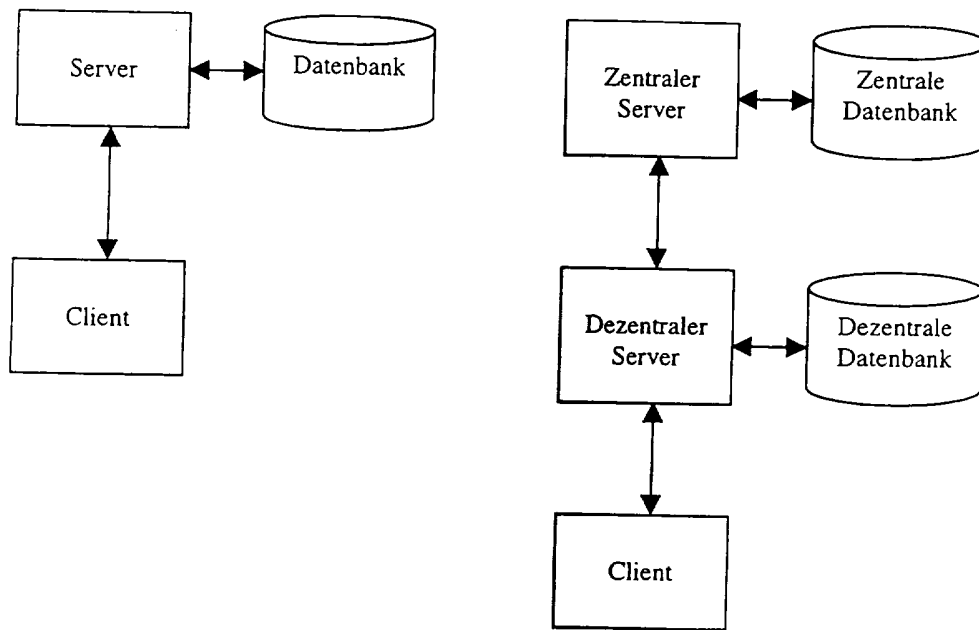 Server
Datenbank
Client
Zentraler
Server
Zentrale
Datenbank
Dezentraler
Server
Dezentrale
Datenbank
Client